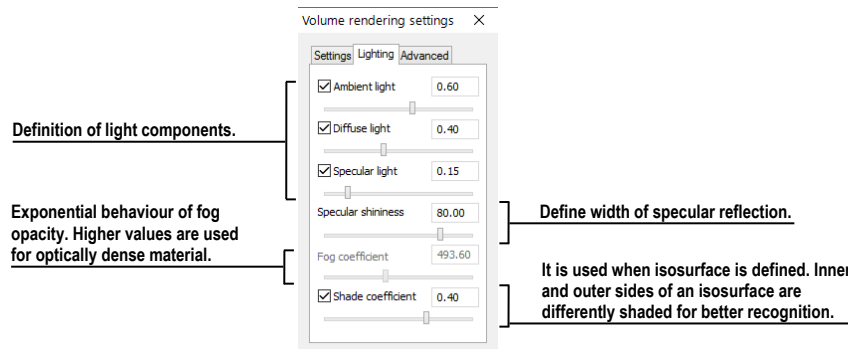 Volume rendering settings
Settings Lighting Advanced
Ambient light 0.60
Definition of light components.
Diffuse light 0.40
Specular light 0.15
Exponential behaviour of fog
opacity. Higher values are used
for optically dense material.
Specular shininess 80.00
Define width of specular reflection.
Fog coefficient 493.60
Shade coefficient 0.40
It is used when isosurface is defined. Inner
and outer sides of an isosurface are
differently shaded for better recognition.